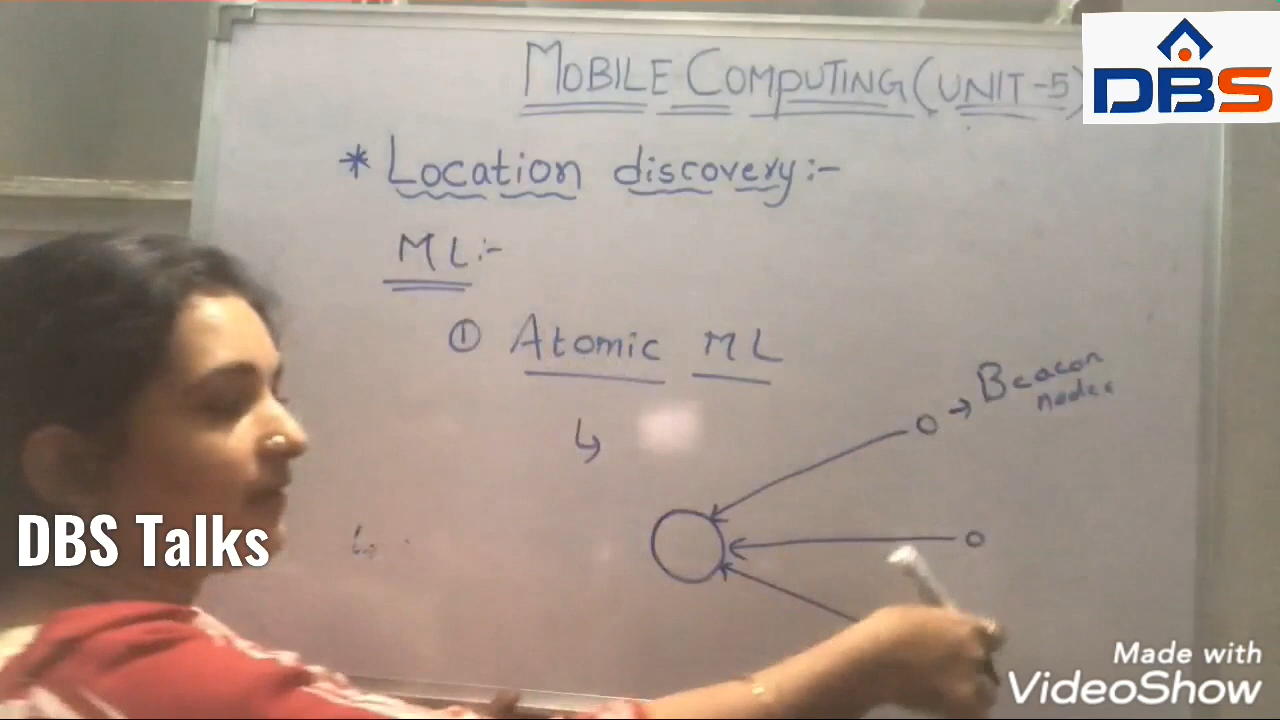 MOBILE COMPUTING (UNIT-5)
DBS
* Location discovery:-
ML:-
① Atomic ML
↳
→ Beacon
nodes
DBS Talks
Made with
VideoShow